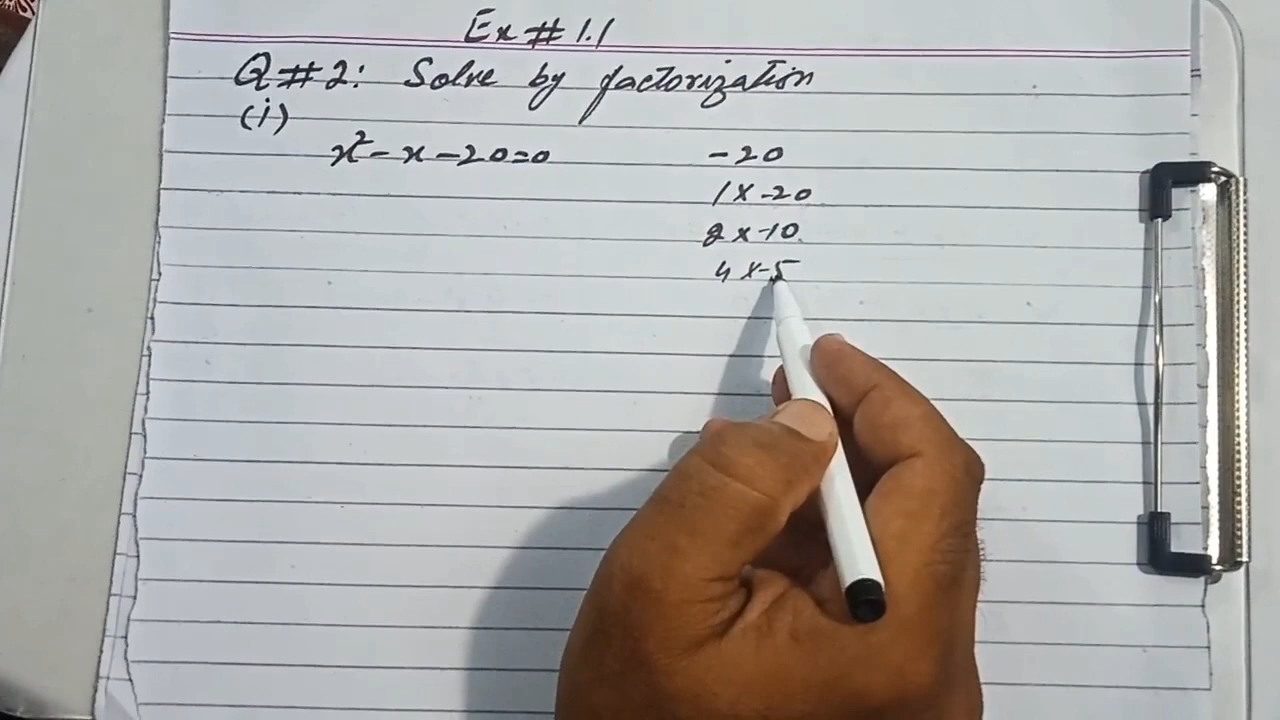 Ex # 1.1
Q # 2: Solve by factorization
(i)
x² - x - 20 = 0
-20
1 x -20
2 x -10
4 x -5